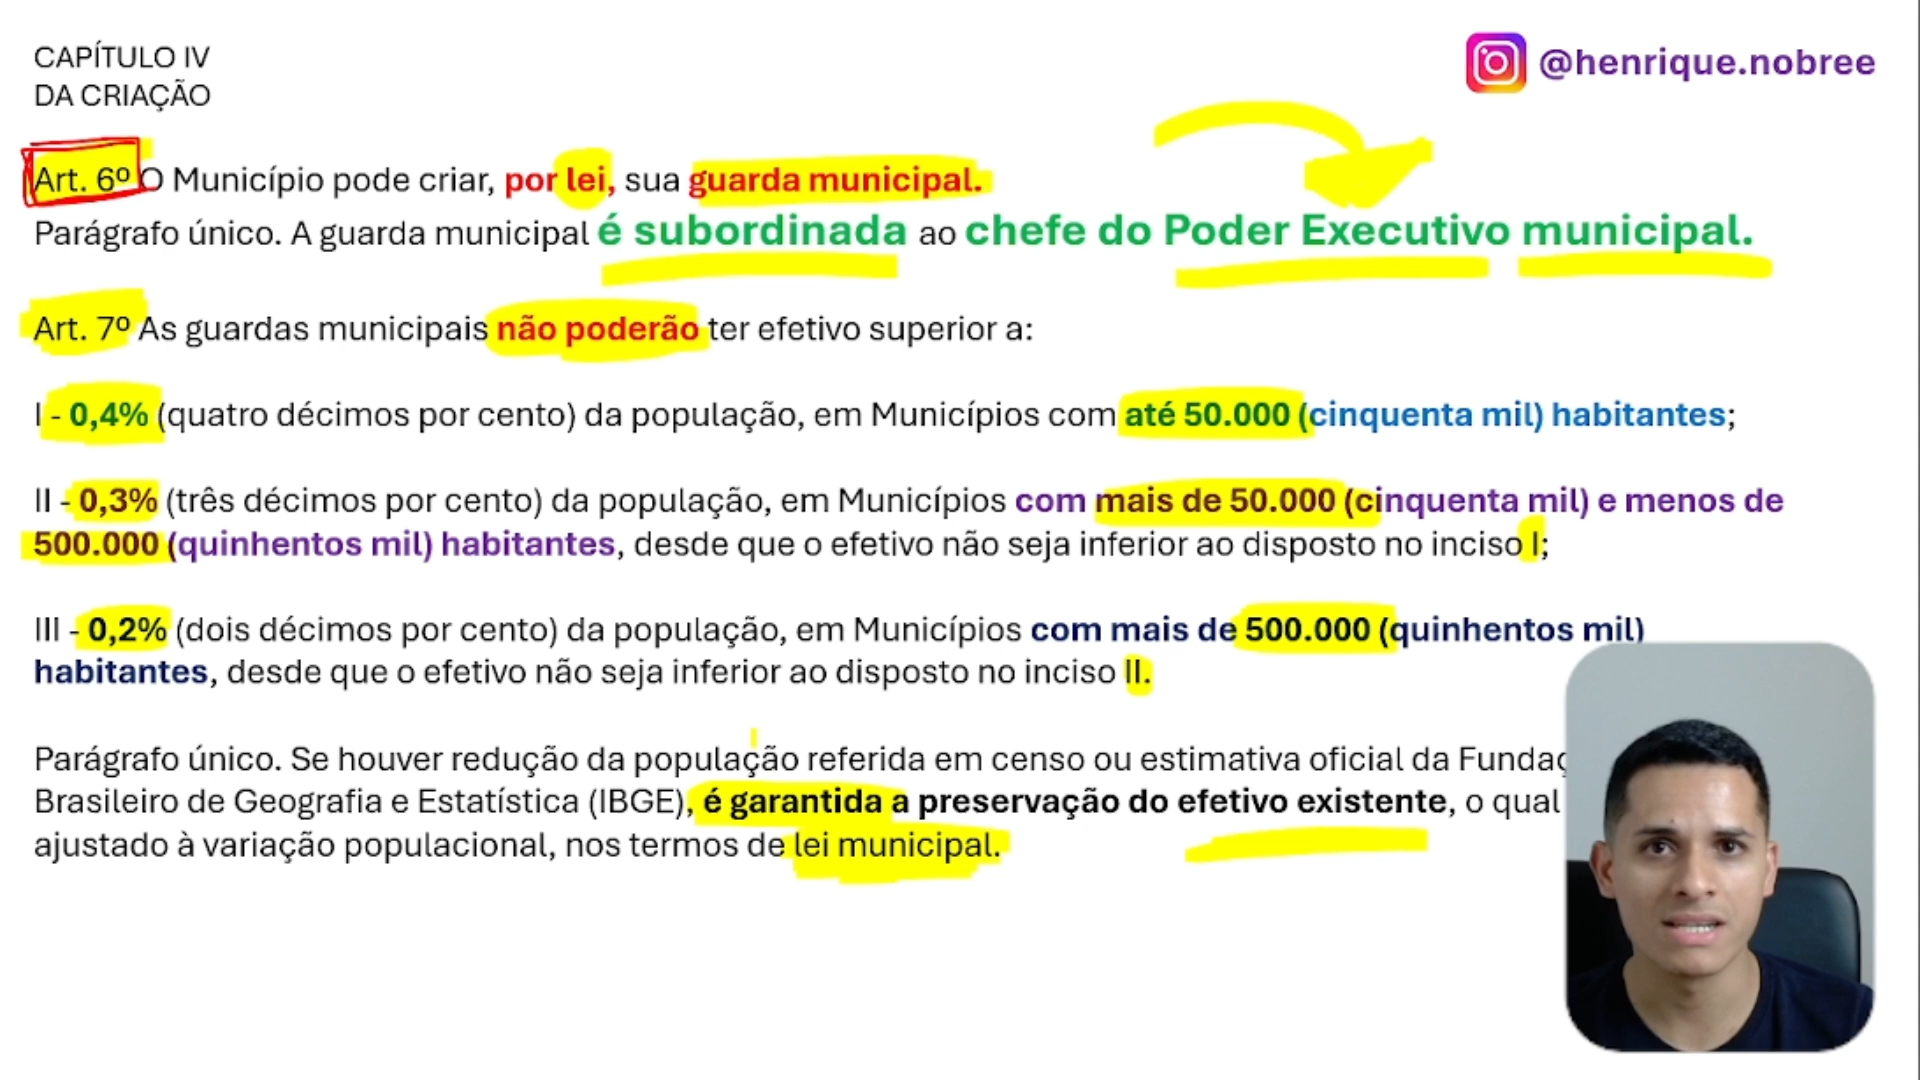 CAPÍTULO IV
DA CRIAÇÃO
@henrique.nobree
Art. 6º O Município pode criar, por lei, sua guarda municipal.
Parágrafo único. A guarda municipal é subordinada ao chefe do Poder Executivo municipal.
Art. 7º As guardas municipais não poderão ter efetivo superior a:
I - 0,4% (quatro décimos por cento) da população, em Municípios com até 50.000 (cinquenta mil) habitantes;
II - 0,3% (três décimos por cento) da população, em Municípios com mais de 50.000 (cinquenta mil) e menos de
500.000 (quinhentos mil) habitantes, desde que o efetivo não seja inferior ao disposto no inciso I;
III - 0,2% (dois décimos por cento) da população, em Municípios com mais de 500.000 (quinhentos mil)
habitantes, desde que o efetivo não seja inferior ao disposto no inciso II.
Parágrafo único. Se houver redução da população referida em censo ou estimativa oficial da
Brasileiro de Geografia e Estatística (IBGE), é garantida a preservação do efetivo existente, o qual
ajustado à variação populacional, nos termos de lei municipal.